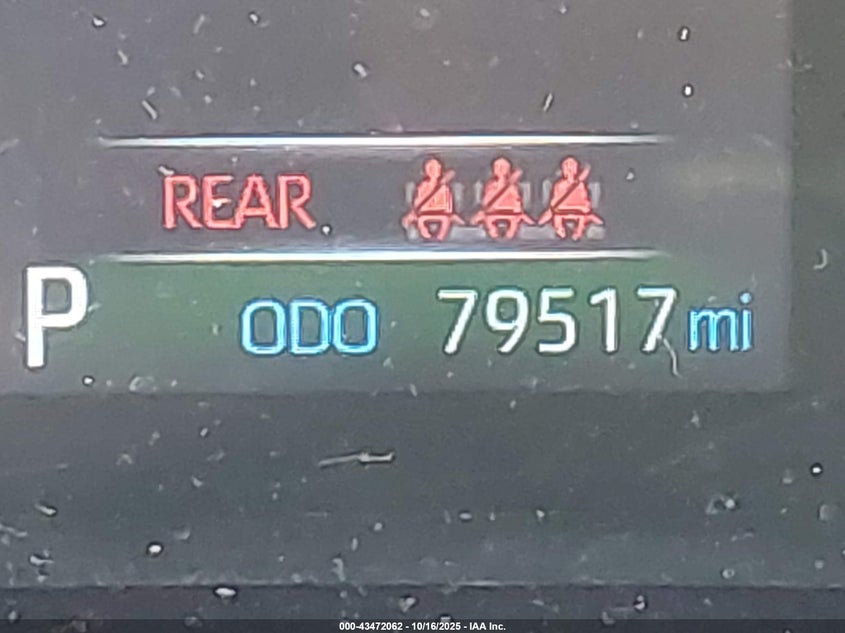 REAR
P ODO 79517 mi
000-43472062 - 10/16/2025 - IAA Inc.